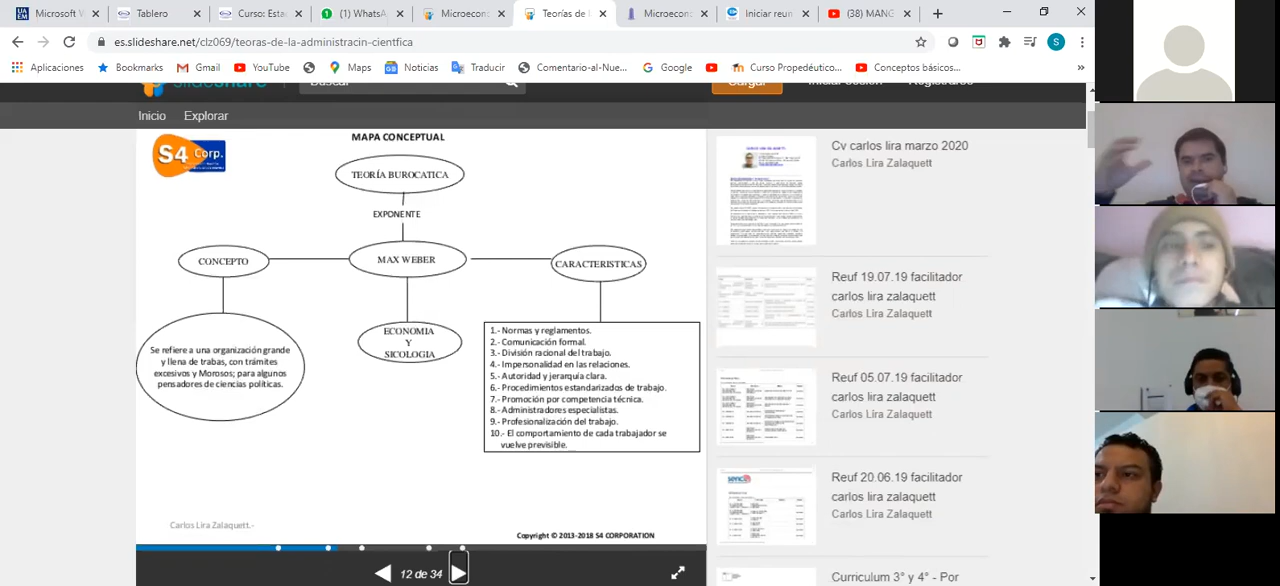 Microsoft W
Tablero
Curso: Esta
(1) WhatsA
Microecon
Teorías de l
Microecon
Iniciar reun
(38) MANG
es.slideshare.net/clz069/teoras-de-la-administracin-cientfica
Aplicaciones
Bookmarks
Gmail
YouTube
Maps
Noticias
Traducir
Comentario-al-Nue...
Google
Curso Propedéutico...
Conceptos básicos...
»
Inicio
Explorar
S4 Corp.
MAPA CONCEPTUAL
TEORÍA BUROCATICA
EXPONENTE
CONCEPTO
MAX WEBER
CARACTERISTICAS
ECONOMIA
Y
SICOLOGIA
Se refiere a una organización grande
y llena de trabas, con trámites
excesivos y Morosos; para algunos
pensadores de ciencias políticas.
1.- Normas y reglamentos.
2.- Comunicación formal.
3.- División racional del trabajo.
4.- Impersonalidad en las relaciones.
5.- Autoridad y jerarquía clara.
6.- Procedimientos estandarizados de trabajo.
7.- Promoción por competencia técnica.
8.- Administradores especialistas.
9.- Profesionalización del trabajo.
10.- El comportamiento de cada trabajador se
vuelve previsible.
Carlos Lira Zalaquett.-
Copyright © 2013-2018 S4 CORPORATION
12 de 34
Cv carlos lira marzo 2020
Carlos Lira Zalaquett
Reuf 19.07.19 facilitador
carlos lira zalaquett
Carlos Lira Zalaquett
Reuf 05.07.19 facilitador
carlos lira zalaquett
Carlos Lira Zalaquett
sence
Reuf 20.06.19 facilitador
carlos lira zalaquett
Carlos Lira Zalaquett
Curriculum 3° y 4° - Por